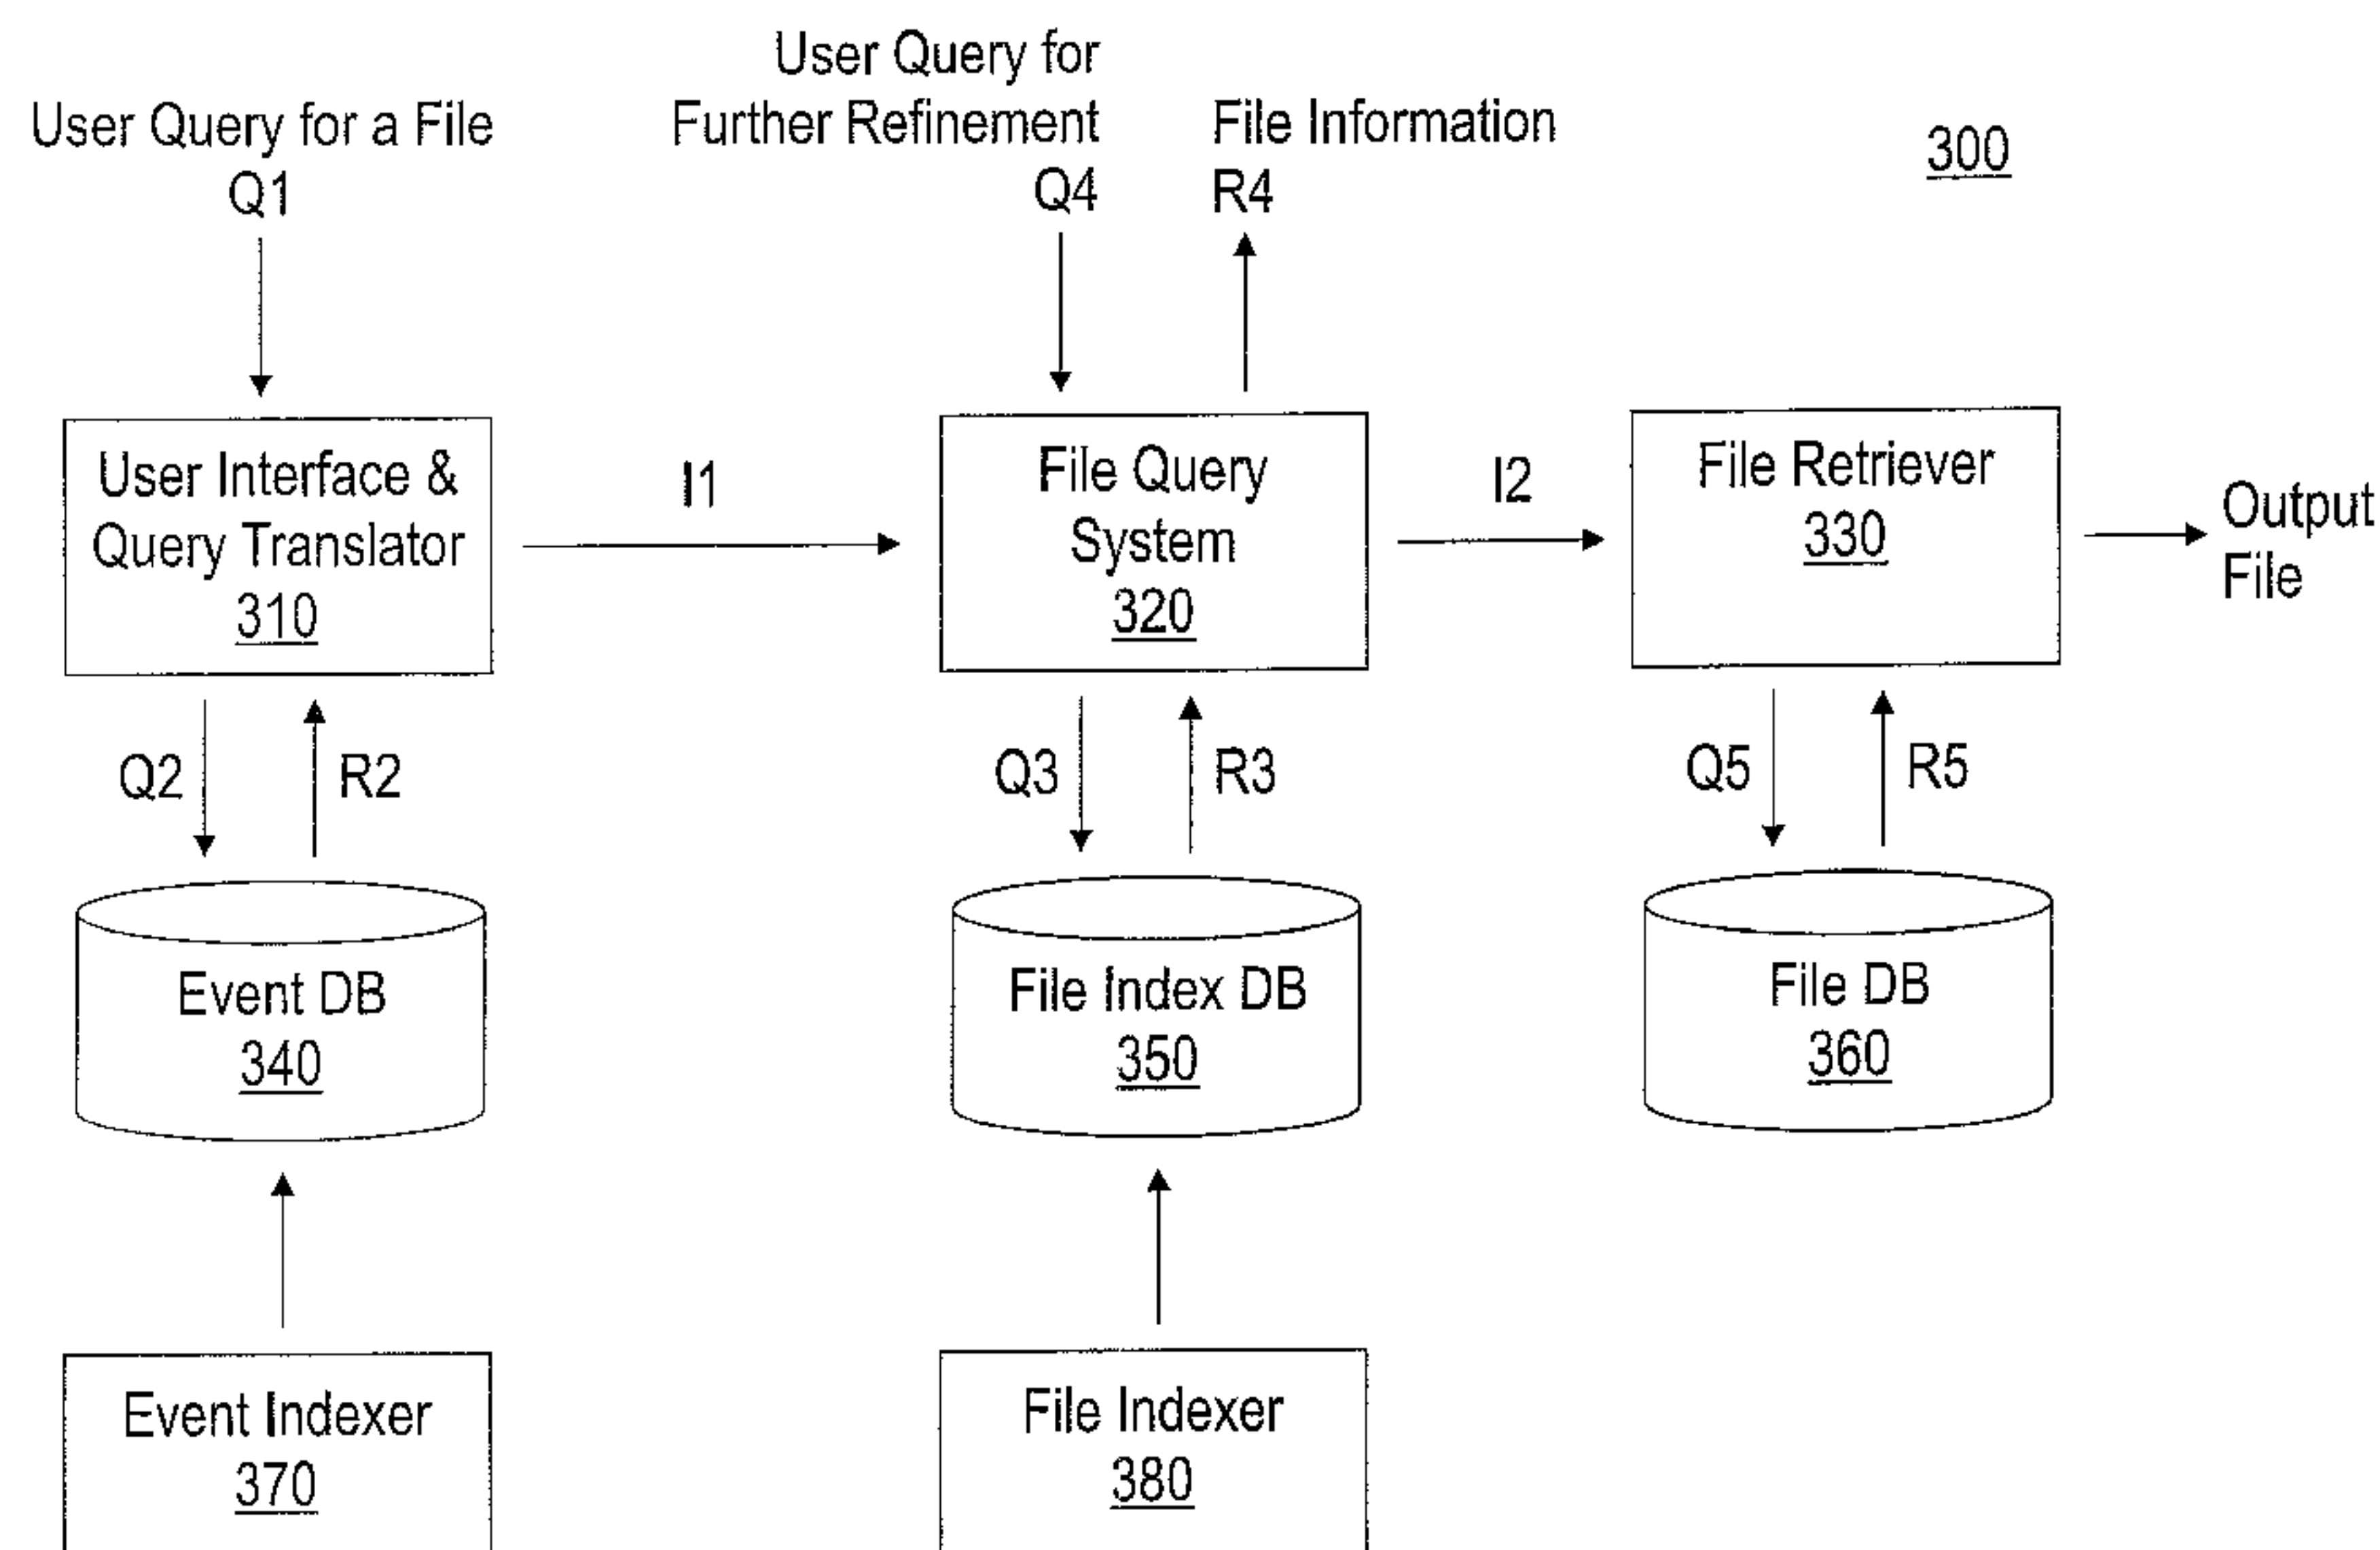 User Query for a File
Q1
User Query for
Further Refinement
Q4
File Information
R4
300
User Interface &
Query Translator
310
I1
File Query
System
320
I2
File Retriever
330
Output
File
Q2
R2
Q3
R3
Q5
R5
Event DB
340
File Index DB
350
File DB
360
Event Indexer
370
File Indexer
380